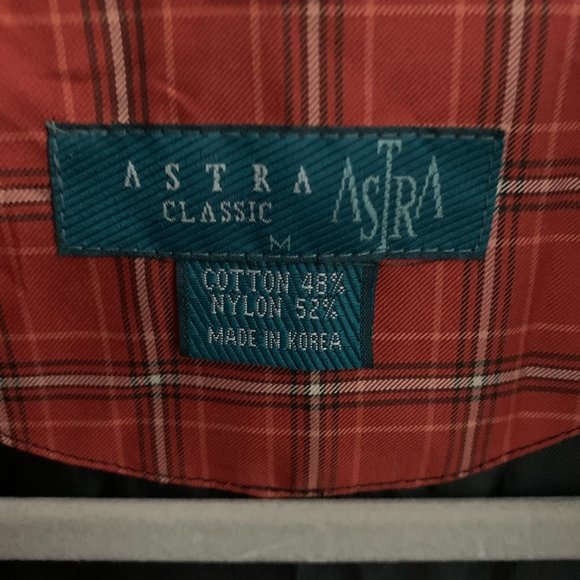 ASTRA
CLASSIC
ASTRA
M
COTTON 48%
NYLON 52%
MADE IN KOREA